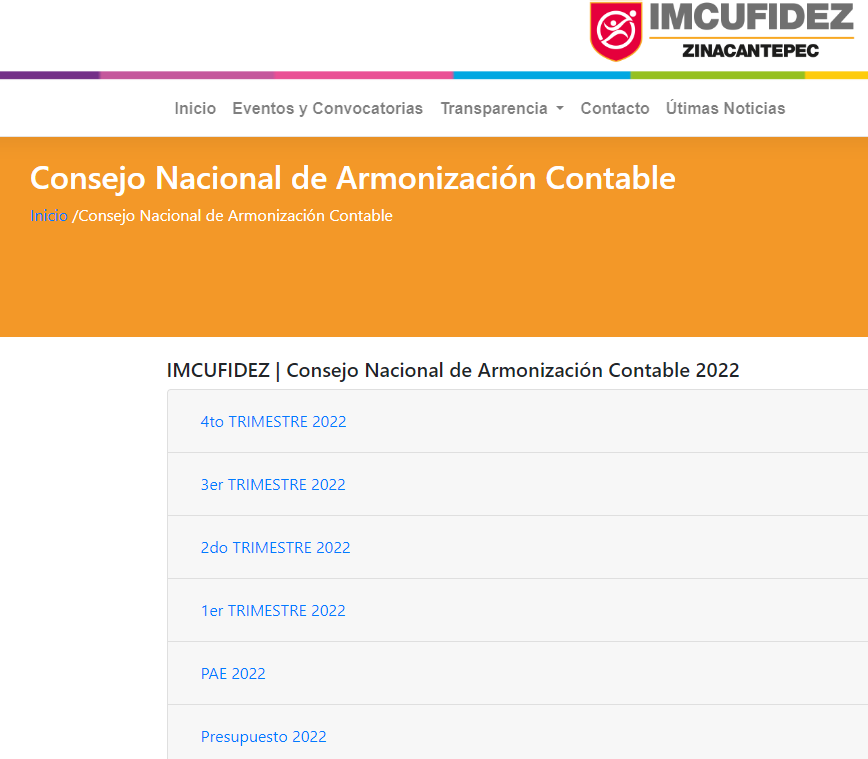 IMCUFIDEZ
ZINACANTEPEC
Inicio Eventos y Convocatorias Transparencia Contacto Útimas Noticias
Consejo Nacional de Armonización Contable
Inicio /Consejo Nacional de Armonización Contable
IMCUFIDEZ | Consejo Nacional de Armonización Contable 2022
4to TRIMESTRE 2022
3er TRIMESTRE 2022
2do TRIMESTRE 2022
1er TRIMESTRE 2022
PAE 2022
Presupuesto 2022